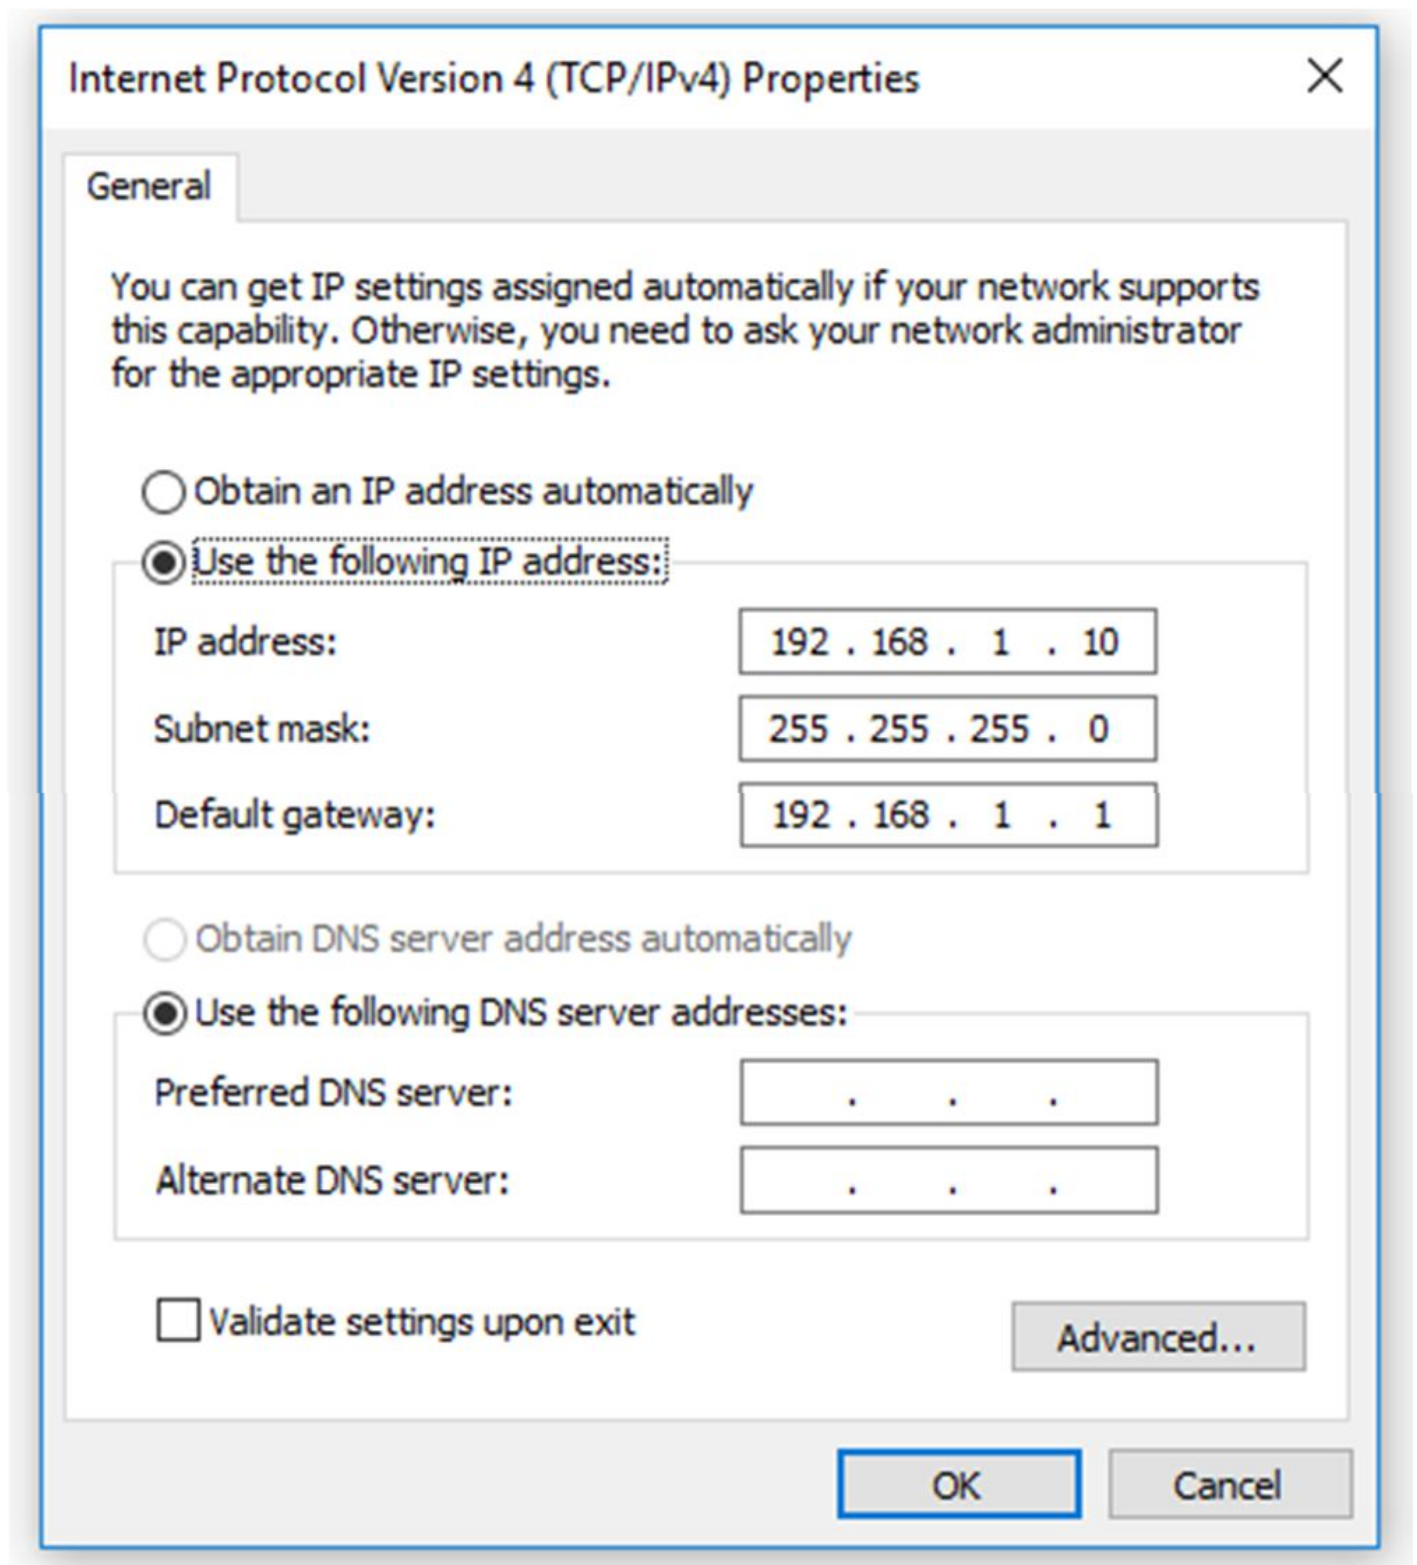 Internet Protocol Version 4 (TCP/IPv4) Properties
General
You can get IP settings assigned automatically if your network supports
this capability. Otherwise, you need to ask your network administrator
for the appropriate IP settings.
Obtain an IP address automatically
Use the following IP address:
IP address: 192 . 168 . 1 . 10
Subnet mask: 255 . 255 . 255 . 0
Default gateway: 192 . 168 . 1 . 1
Obtain DNS server address automatically
Use the following DNS server addresses:
Preferred DNS server: . . .
Alternate DNS server: . . .
Validate settings upon exit
Advanced...
OK Cancel